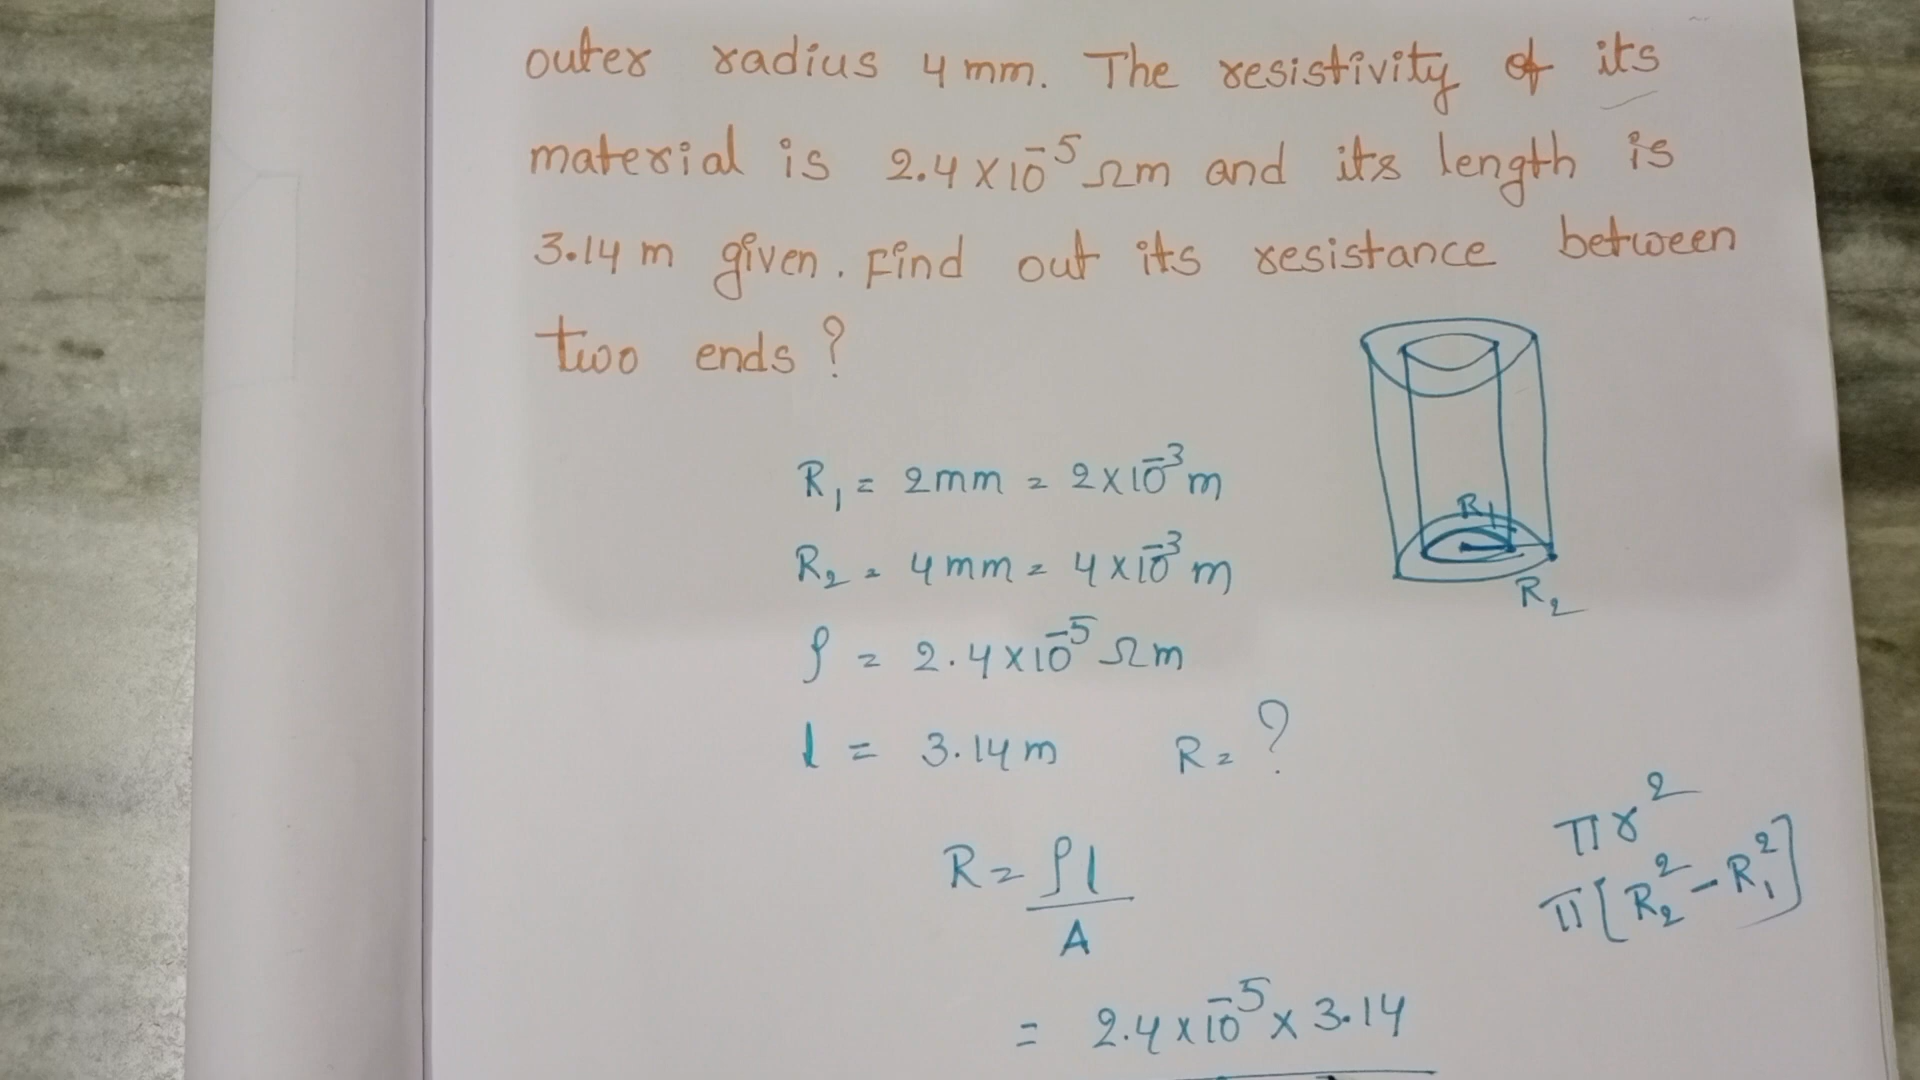 outer radius 4 mm. The resistivity of its
material is 2.4 × 10⁻⁵ Ωm and its length is
3.14 m given. Find out its resistance between
two ends ?
R₁ = 2mm = 2×10⁻³ m
R₂ = 4mm = 4×10⁻³ m
ρ = 2.4×10⁻⁵ Ωm
l = 3.14 m R = ?
R₁
R₂
R = ρl
A
πr²
π[R₂² - R₁²]
= 2.4×10⁻⁵ × 3.14